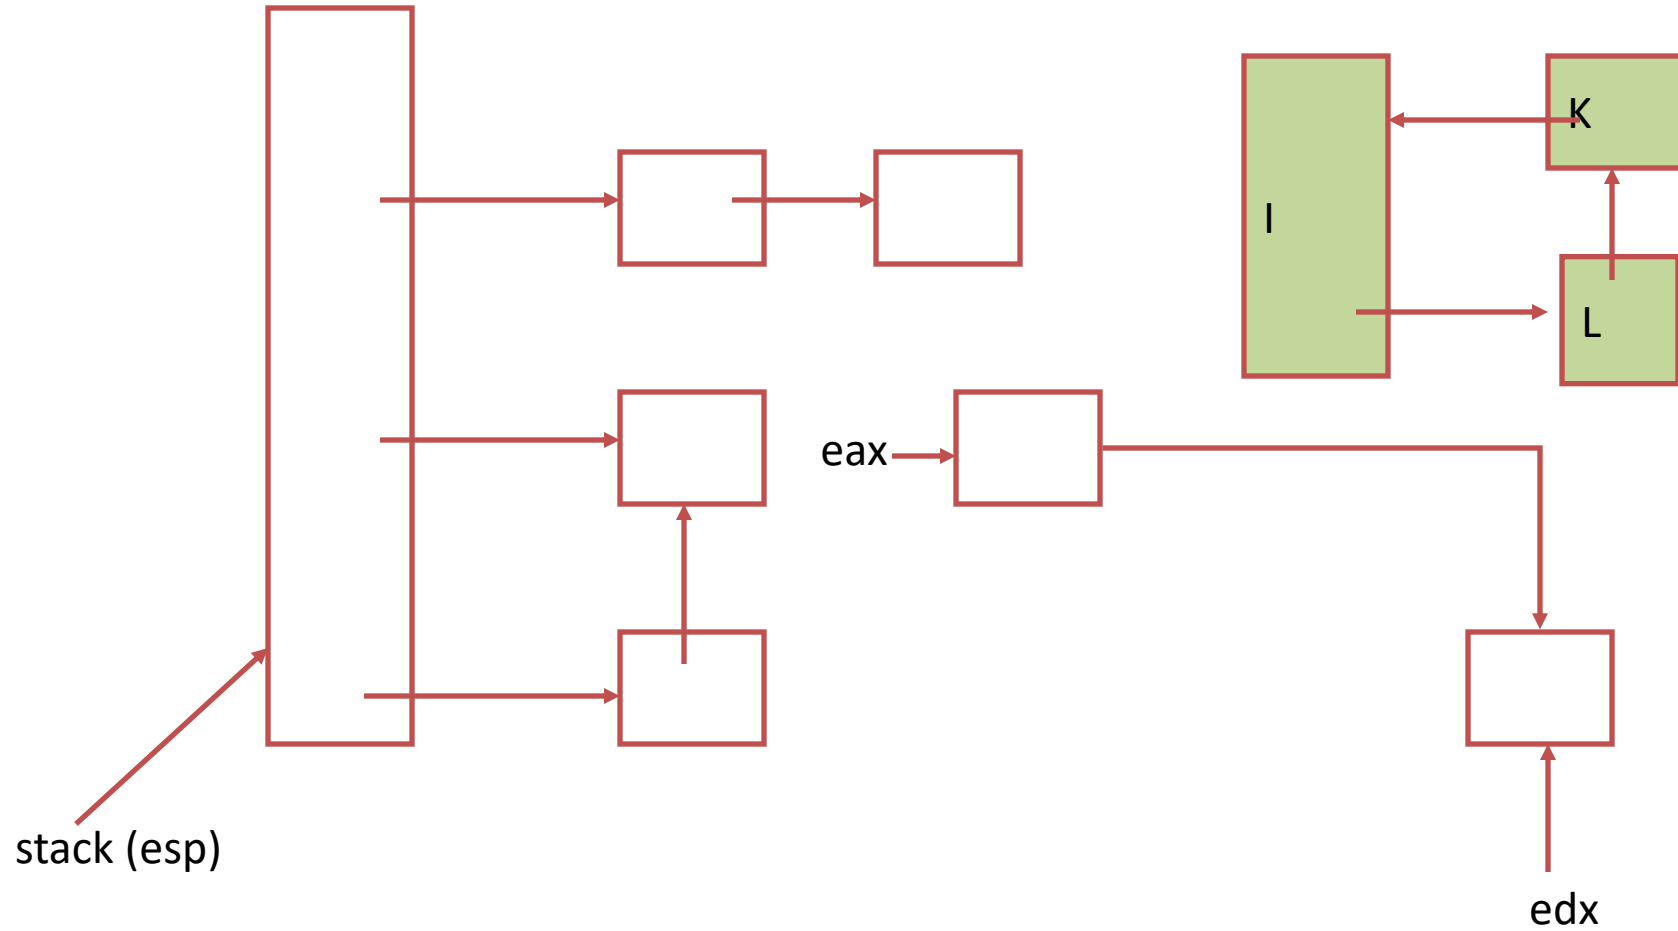 K
I
L
eax
stack (esp)
edx